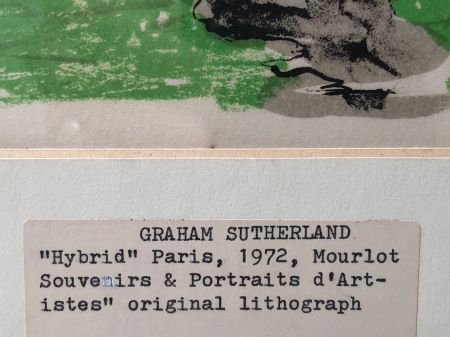 GRAHAM SUTHERLAND
"Hybrid" Paris, 1972, Mourlot
Souvenirs & Portraits d'Art-
istes" original lithograph